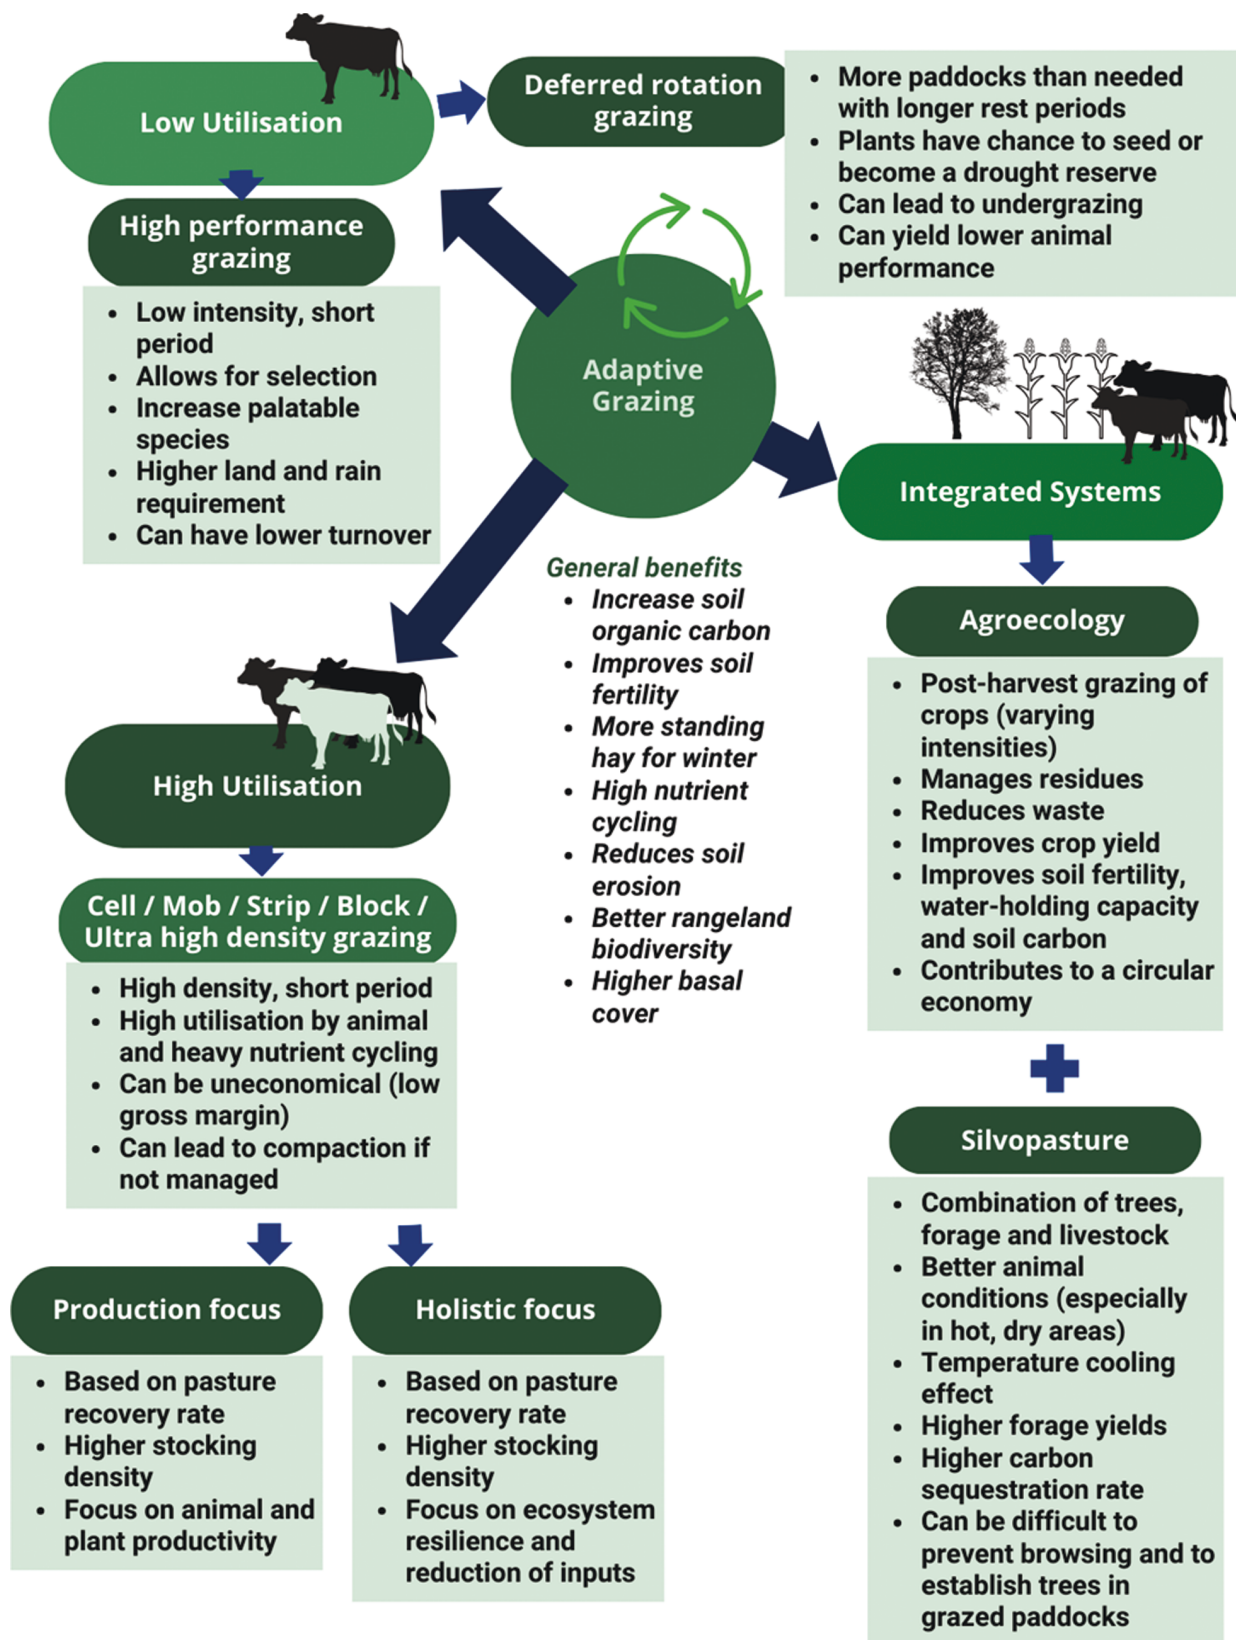 Low Utilisation
Deferred rotation
grazing
• More paddocks than needed
with longer rest periods
• Plants have chance to seed or
become a drought reserve
• Can lead to undergrazing
• Can yield lower animal
performance
High performance
grazing
• Low intensity, short
period
• Allows for selection
• Increase palatable
species
• Higher land and rain
requirement
• Can have lower turnover
Adaptive
Grazing
General benefits
• Increase soil
organic carbon
• Improves soil
fertility
• More standing
hay for winter
• High nutrient
cycling
• Reduces soil
erosion
• Better rangeland
biodiversity
• Higher basal
cover
Integrated Systems
Agroecology
• Post-harvest grazing of
crops (varying
intensities)
• Manages residues
• Reduces waste
• Improves crop yield
• Improves soil fertility,
water-holding capacity
and soil carbon
• Contributes to a circular
economy
Silvopasture
• Combination of trees,
forage and livestock
• Better animal
conditions (especially
in hot, dry areas)
• Temperature cooling
effect
• Higher forage yields
• Higher carbon
sequestration rate
• Can be difficult to
prevent browsing and to
establish trees in
grazed paddocks
High Utilisation
Cell / Mob / Strip / Block /
Ultra high density grazing
• High density, short period
• High utilisation by animal
and heavy nutrient cycling
• Can be uneconomical (low
gross margin)
• Can lead to compaction if
not managed
Production focus
• Based on pasture
recovery rate
• Higher stocking
density
• Focus on animal and
plant productivity
Holistic focus
• Based on pasture
recovery rate
• Higher stocking
density
• Focus on ecosystem
resilience and
reduction of inputs